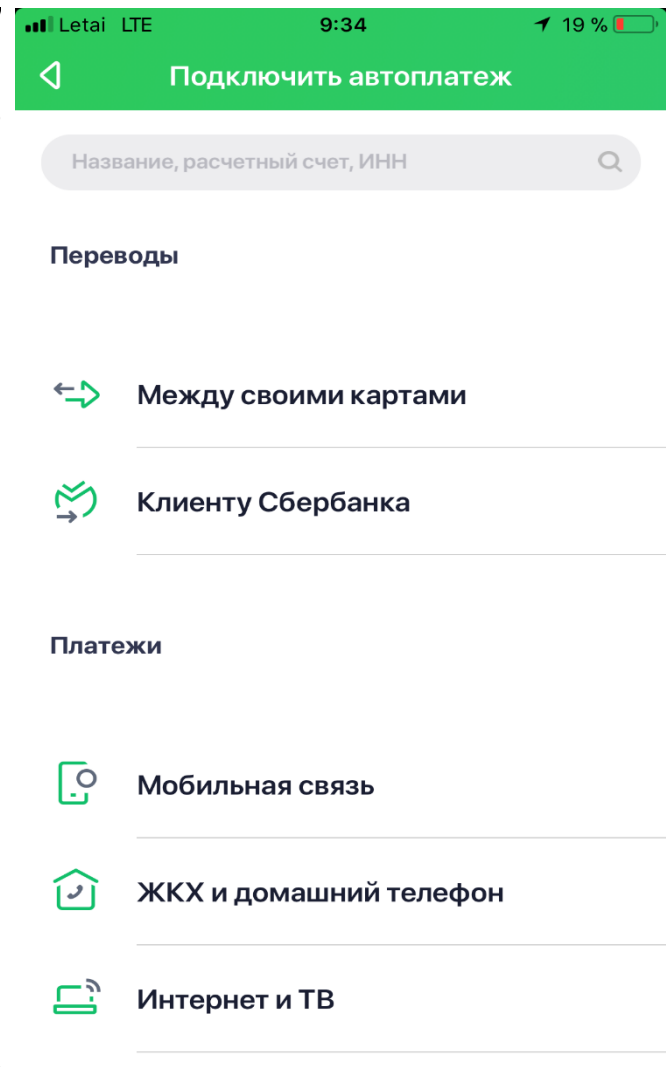 Letai LTE 9:34 19 %
Подключить автоплатеж
Название, расчетный счет, ИНН
Переводы
Между своими картами
Клиенту Сбербанка
Платежи
Мобильная связь
ЖКХ и домашний телефон
Интернет и ТВ